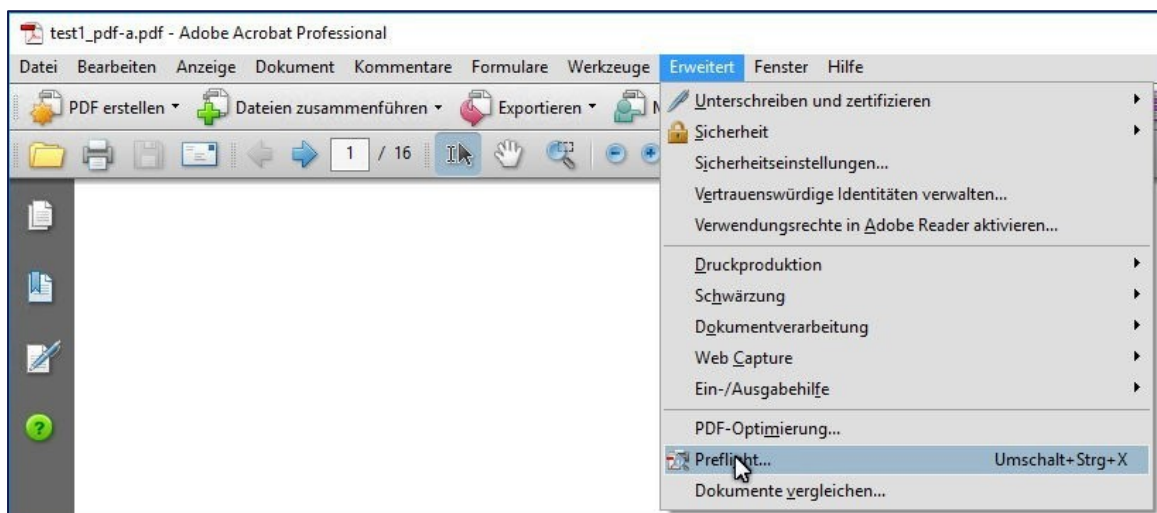 test1_pdf-a.pdf - Adobe Acrobat Professional
Datei Bearbeiten Anzeige Dokument Kommentare Formulare Werkzeuge Erweitert Fenster Hilfe
PDF erstellen Dateien zusammenführen Exportieren
1 / 16
Unterschreiben und zertifizieren
Sicherheit
Sicherheitseinstellungen...
Vertrauenswürdige Identitäten verwalten...
Verwendungsrechte in Adobe Reader aktivieren...
Druckproduktion
Schwärzung
Dokumentverarbeitung
Web Capture
Ein-/Ausgabehilfe
PDF-Optimierung...
Preflight... Umschalt+Strg+X
Dokumente vergleichen...